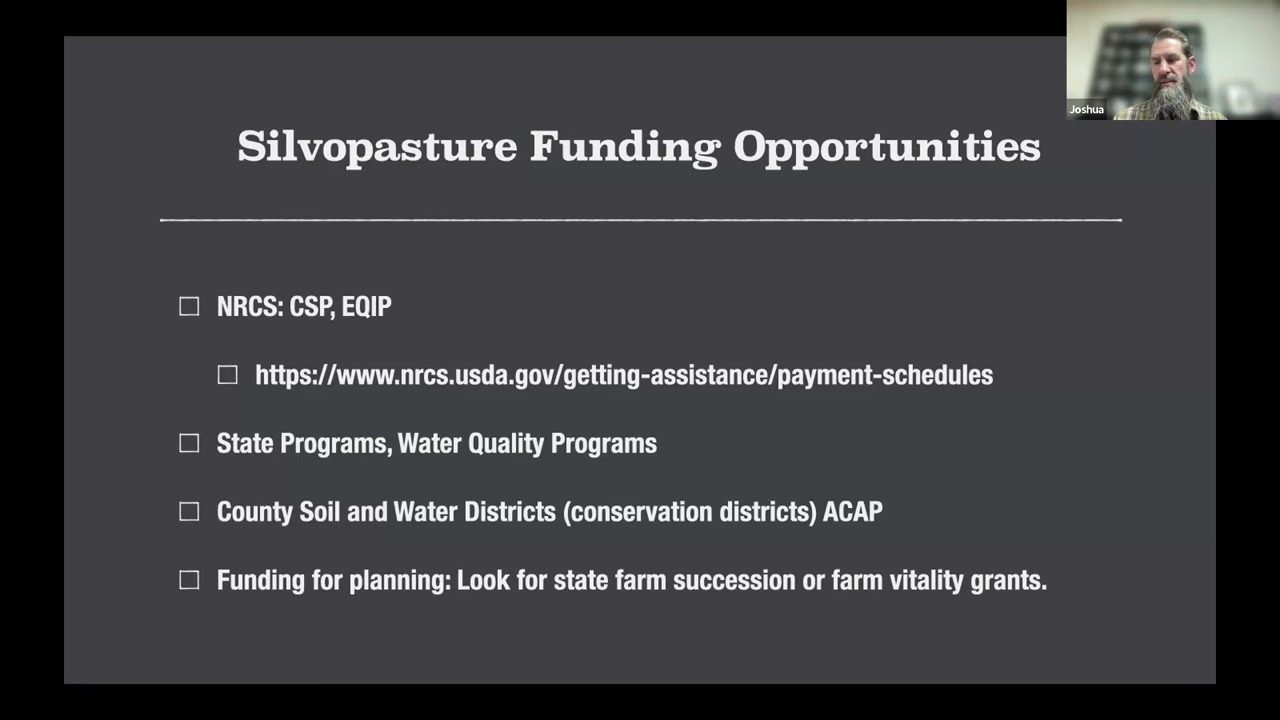 Joshua
Silvopasture Funding Opportunities
NRCS: CSP, EQIP
https://www.nrcs.usda.gov/getting-assistance/payment-schedules
State Programs, Water Quality Programs
County Soil and Water Districts (conservation districts) ACAP
Funding for planning: Look for state farm succession or farm vitality grants.